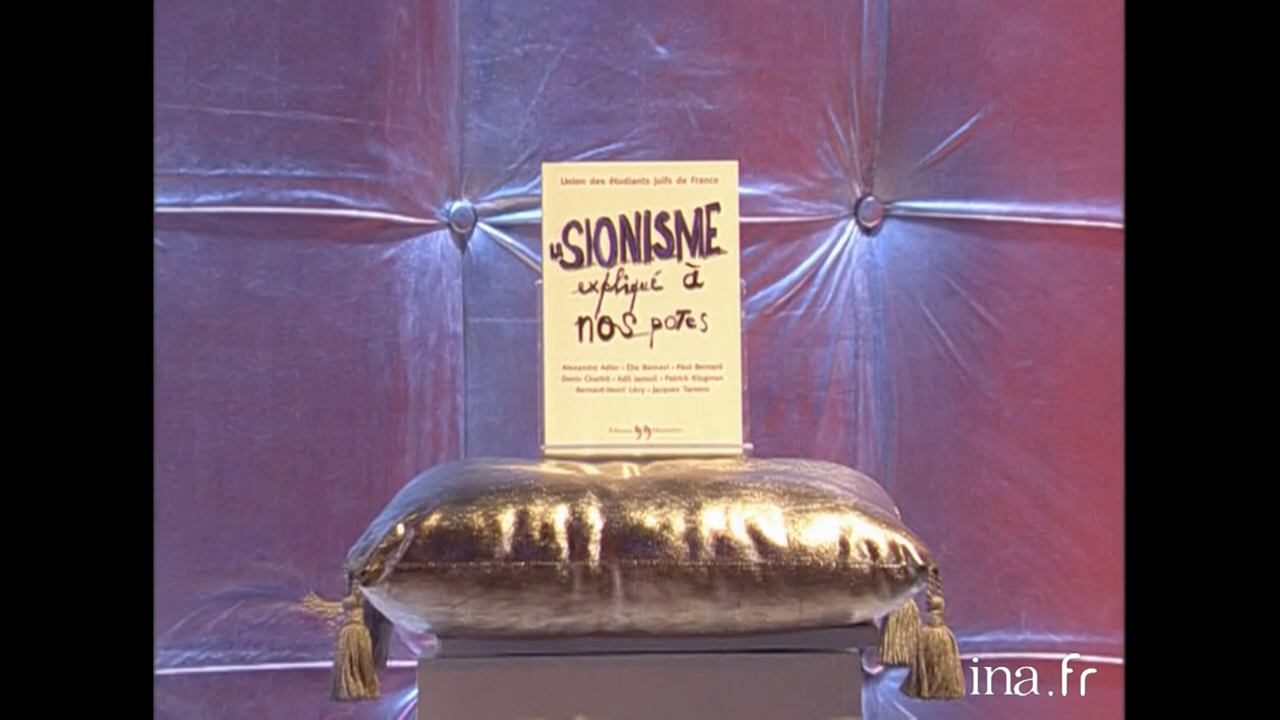 Union des étudiants juifs de France
LE SIONISME
expliqué à
nos potes
Alexandre Adler • Élie Barnavi • Paul Bernard
Denis Charbit • Adil Jazouli • Patrick Klugman
Bernard-Henri Lévy • Jacques Tarnero
Éditions
ina.fr